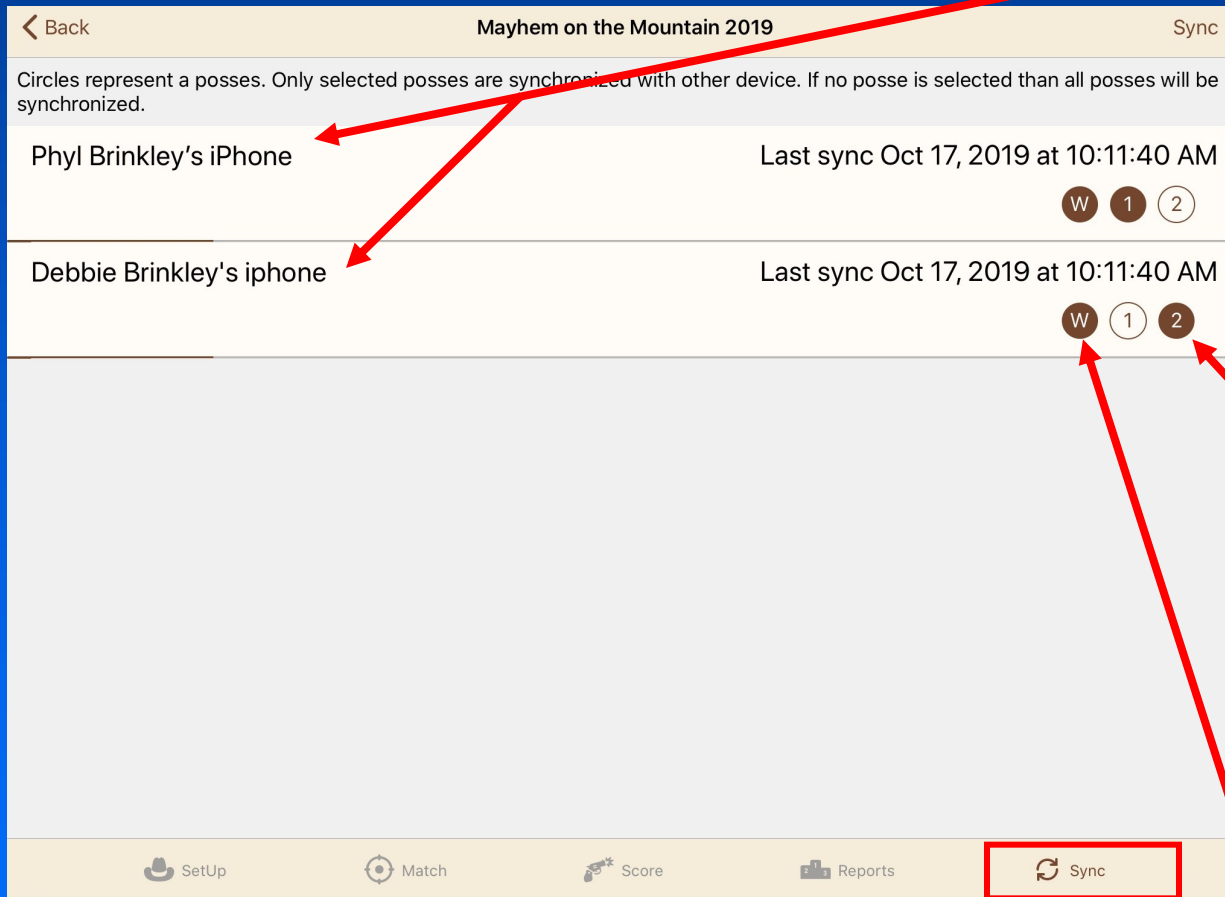 Back
Mayhem on the Mountain 2019
Sync
Circles represent a posses. Only selected posses are synchronized with other device. If no posse is selected than all posses will be
synchronized.
Phyl Brinkley’s iPhone
Last sync Oct 17, 2019 at 10:11:40 AM
W 1 2
Debbie Brinkley's iphone
Last sync Oct 17, 2019 at 10:11:40 AM
W 1 2
SetUp
Match
Score
2 1 3 Reports
Sync